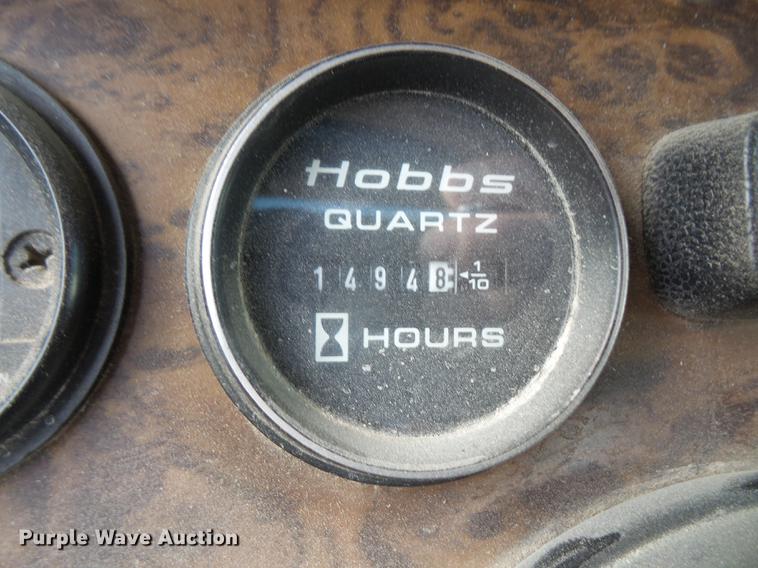 Hobbs
QUARTZ
1 4 9 4 8 ◄ 1/10
HOURS
Purple Wave Auction